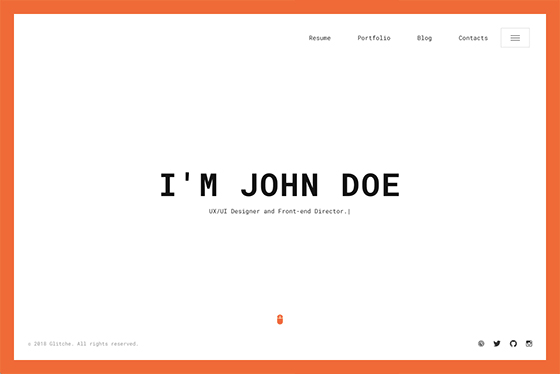 Resume Portfolio Blog Contacts
I'M JOHN DOE
UX/UI Designer and Front-end Director.|
© 2018 Glitche. All rights reserved.